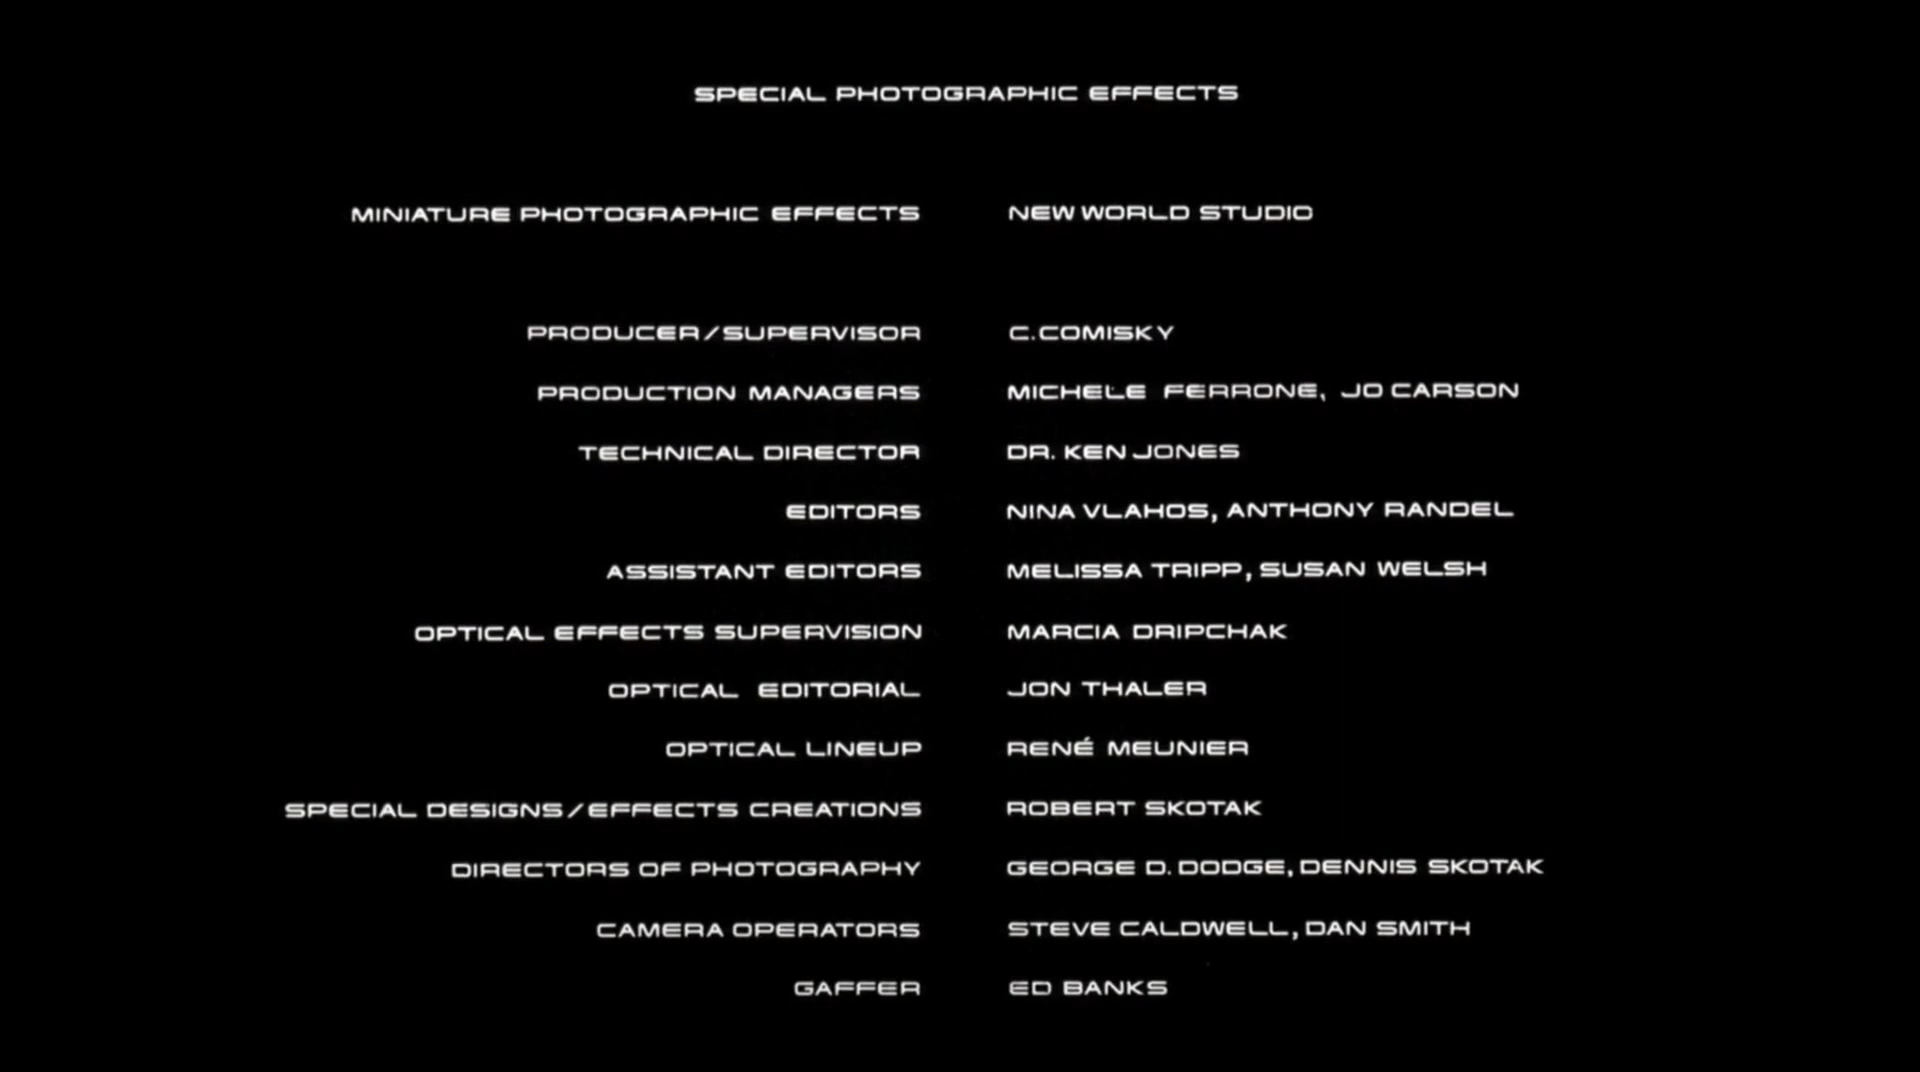 SPECIAL PHOTOGRAPHIC EFFECTS
MINIATURE PHOTOGRAPHIC EFFECTS NEW WORLD STUDIO
PRODUCER/SUPERVISOR C.COMISKY
PRODUCTION MANAGERS MICHELE FERRONE, JO CARSON
TECHNICAL DIRECTOR DR. KEN JONES
EDITORS NINA VLAHOS, ANTHONY RANDEL
ASSISTANT EDITORS MELISSA TRIPP, SUSAN WELSH
OPTICAL EFFECTS SUPERVISION MARCIA DRIPCHAK
OPTICAL EDITORIAL JON THALER
OPTICAL LINEUP RENÉ MEUNIER
SPECIAL DESIGNS/EFFECTS CREATIONS ROBERT SKOTAK
DIRECTORS OF PHOTOGRAPHY GEORGE D. DODGE, DENNIS SKOTAK
CAMERA OPERATORS STEVE CALDWELL, DAN SMITH
GAFFER ED BANKS